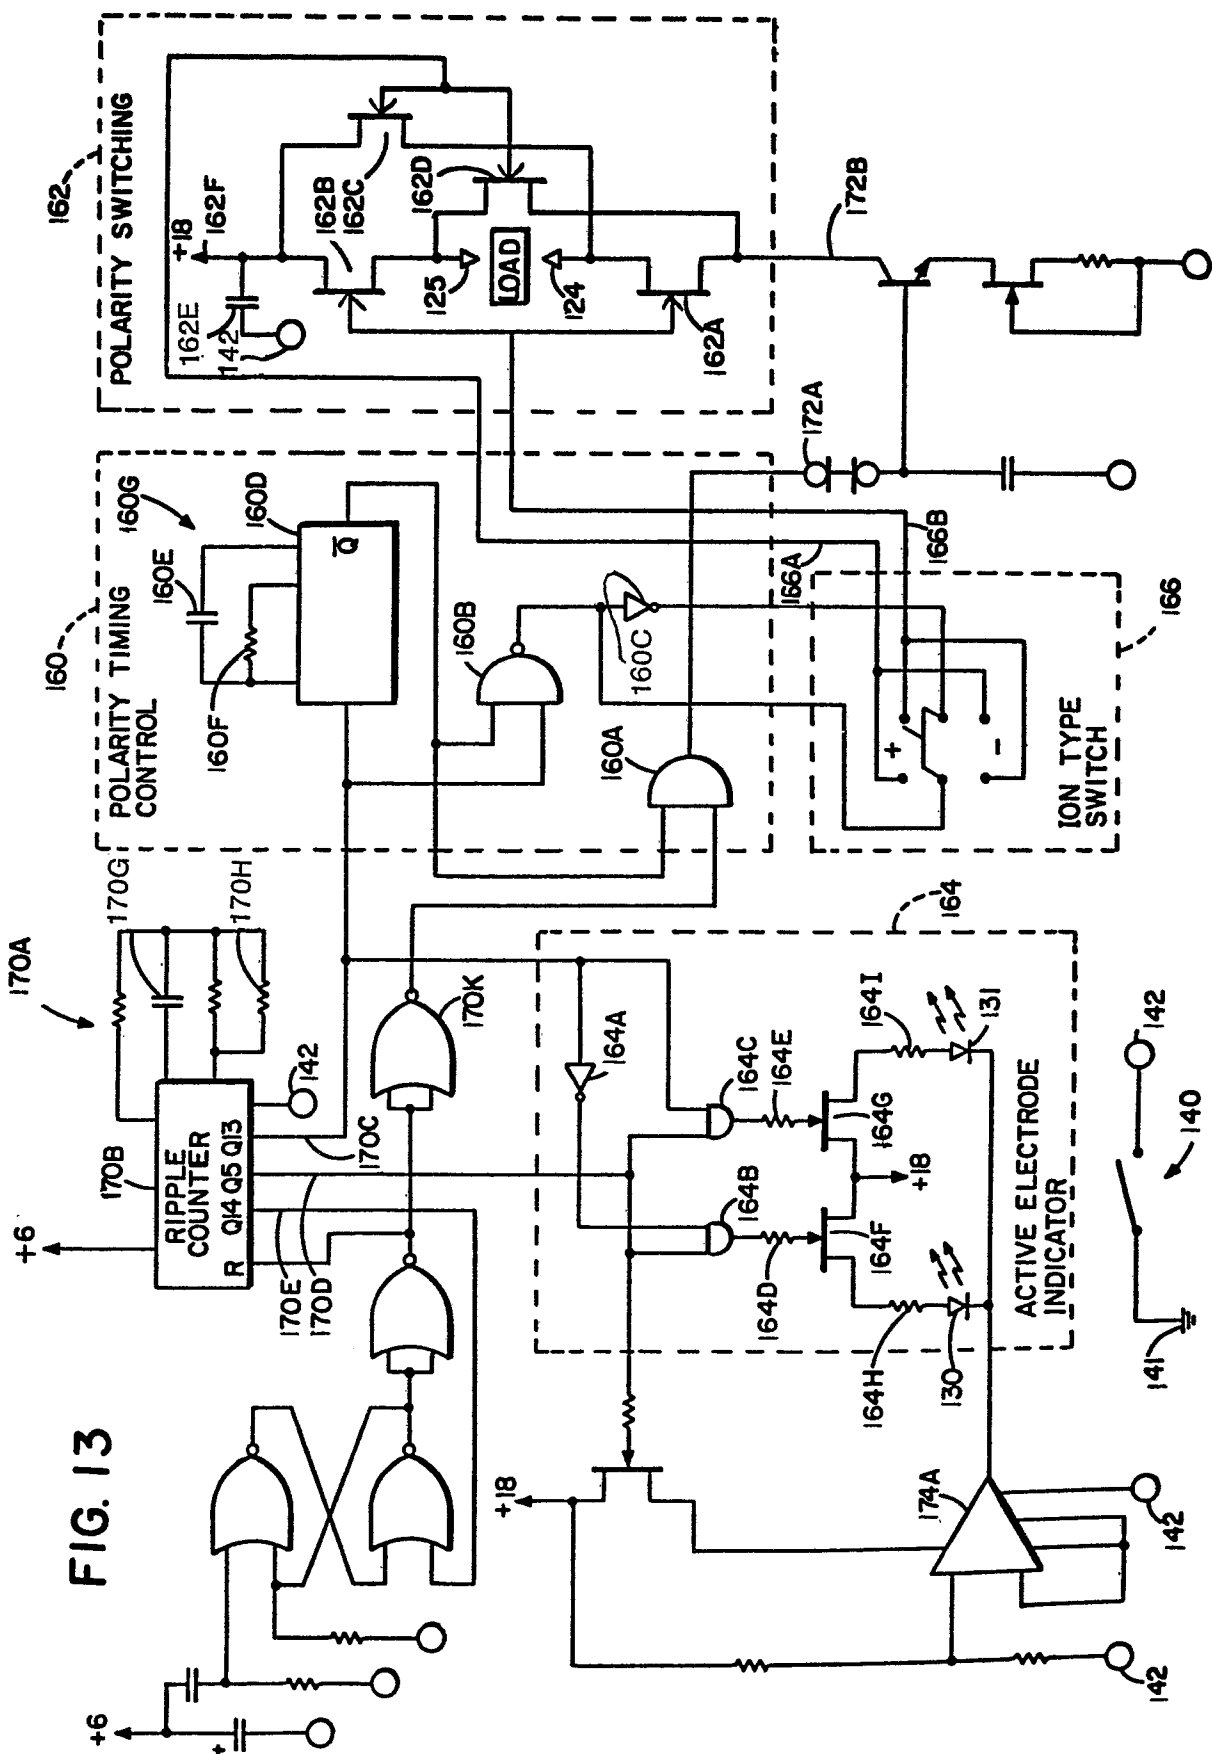 FIG. 13
+6
+
+6
170A
170G
170H
170B
RIPPLE
COUNTER
R Q14 Q5 Q13
142
170C
170E
170D
170K
160
POLARITY TIMING
CONTROL
160G
160E
160D
160F
Q̅
160B
160C
160A
162
POLARITY SWITCHING
+18
162F
162E
142
162B
162C
162D
125
LOAD
124
162A
172B
172A
166A
166B
166
+
-
ION TYPE
SWITCH
164
164A
164C
164E
164B
164D
164G
164F
+18
164I
131
164H
130
ACTIVE ELECTRODE
INDICATOR
+18
174A
142
142
142
140
141